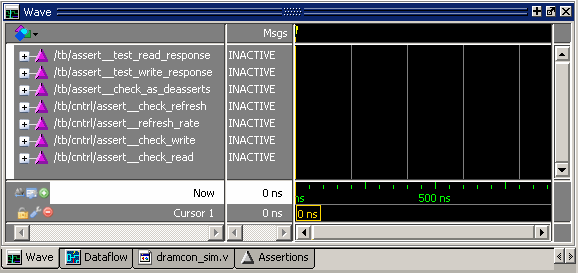 Wave
Msgs
/tb/assert__test_read_response INACTIVE
/tb/assert__test_write_response INACTIVE
/tb/assert__check_as_deasserts INACTIVE
/tb/cntrl/assert__check_refresh INACTIVE
/tb/cntrl/assert__refresh_rate INACTIVE
/tb/cntrl/assert__check_write INACTIVE
/tb/cntrl/assert__check_read INACTIVE
Now 0 ns ns 500 ns
Cursor 1 0 ns 0 ns
Wave Dataflow dramcon_sim.v Assertions